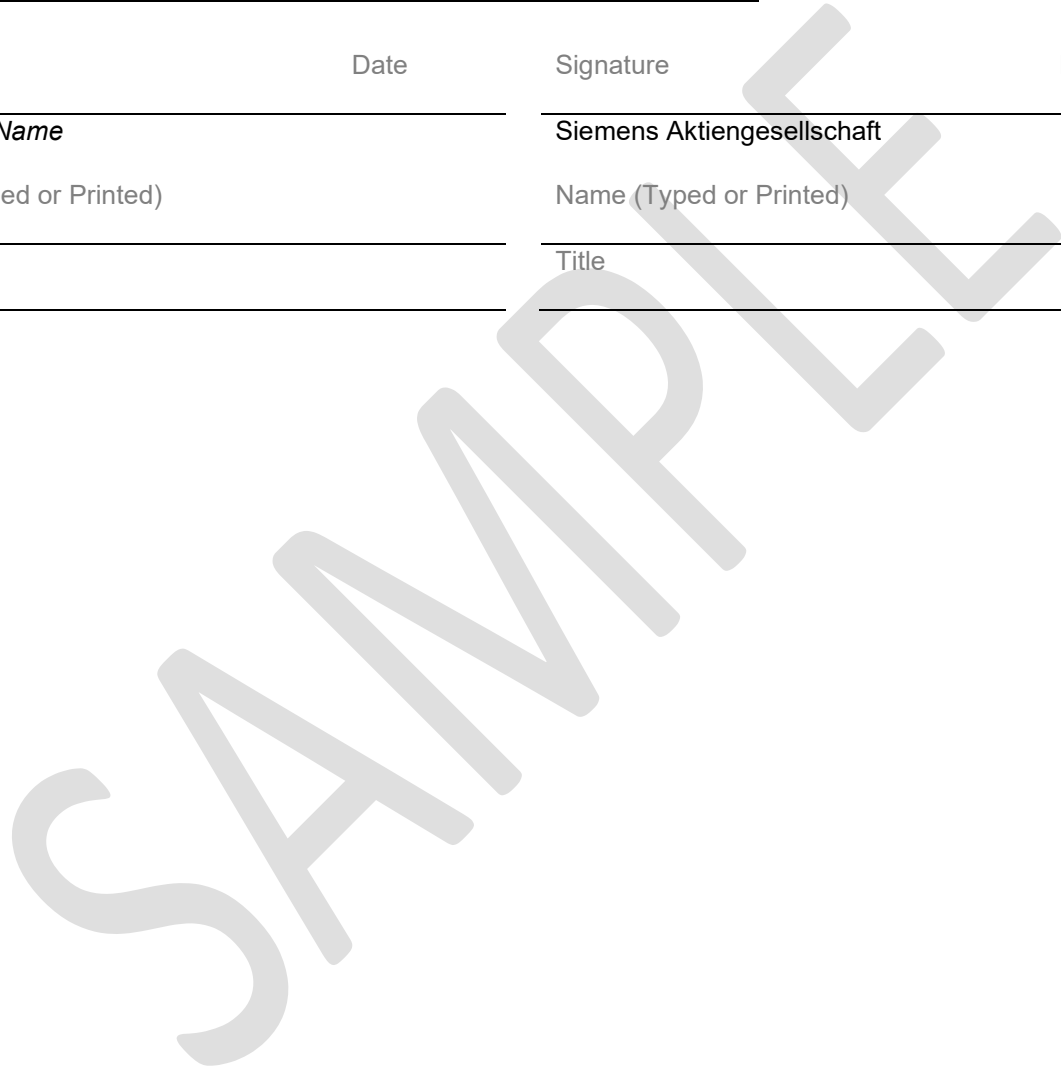 Date Signature
Name Siemens Aktiengesellschaft
ed or Printed) Name (Typed or Printed)
Title
SAMPLE